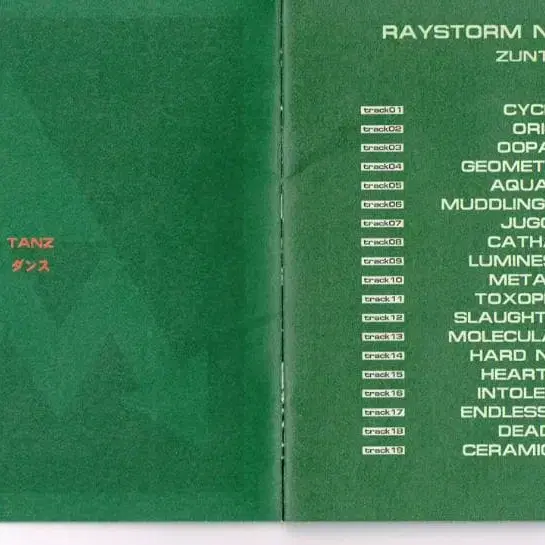 TANZ
ダンス
RAYSTORM N
ZUNT
track01 CYC
track02 ORI
track03 OOPA
track04 GEOMET
track05 AQUA
track06 MUDDLING
track07 JUGG
track08 CATHA
track09 LUMINES
track10 META
track11 TOXOP
track12 SLAUGHT
track13 MOLECULA
track14 HARD N
track15 HEART
track16 INTOLE
track17 ENDLESS
track18 DEAD
track19 CERAMIC